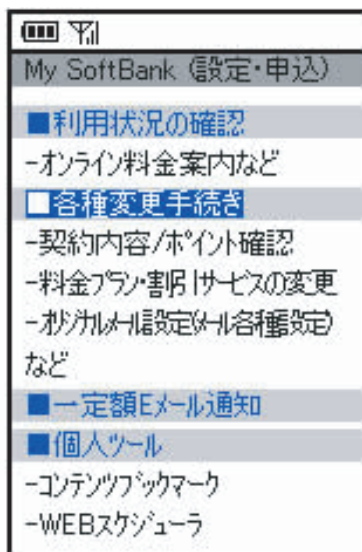 My SoftBank (設定・申込)
■利用状況の確認
-オンライン料金案内など
■各種変更手続き
-契約内容/ポイント確認
-料金プラン・割引サービスの変更
-オリジナルメール設定(メール各種設定)
など
■一定額Eメール通知
■個人ツール
-コンテンツブックマーク
-WEBスケジューラ